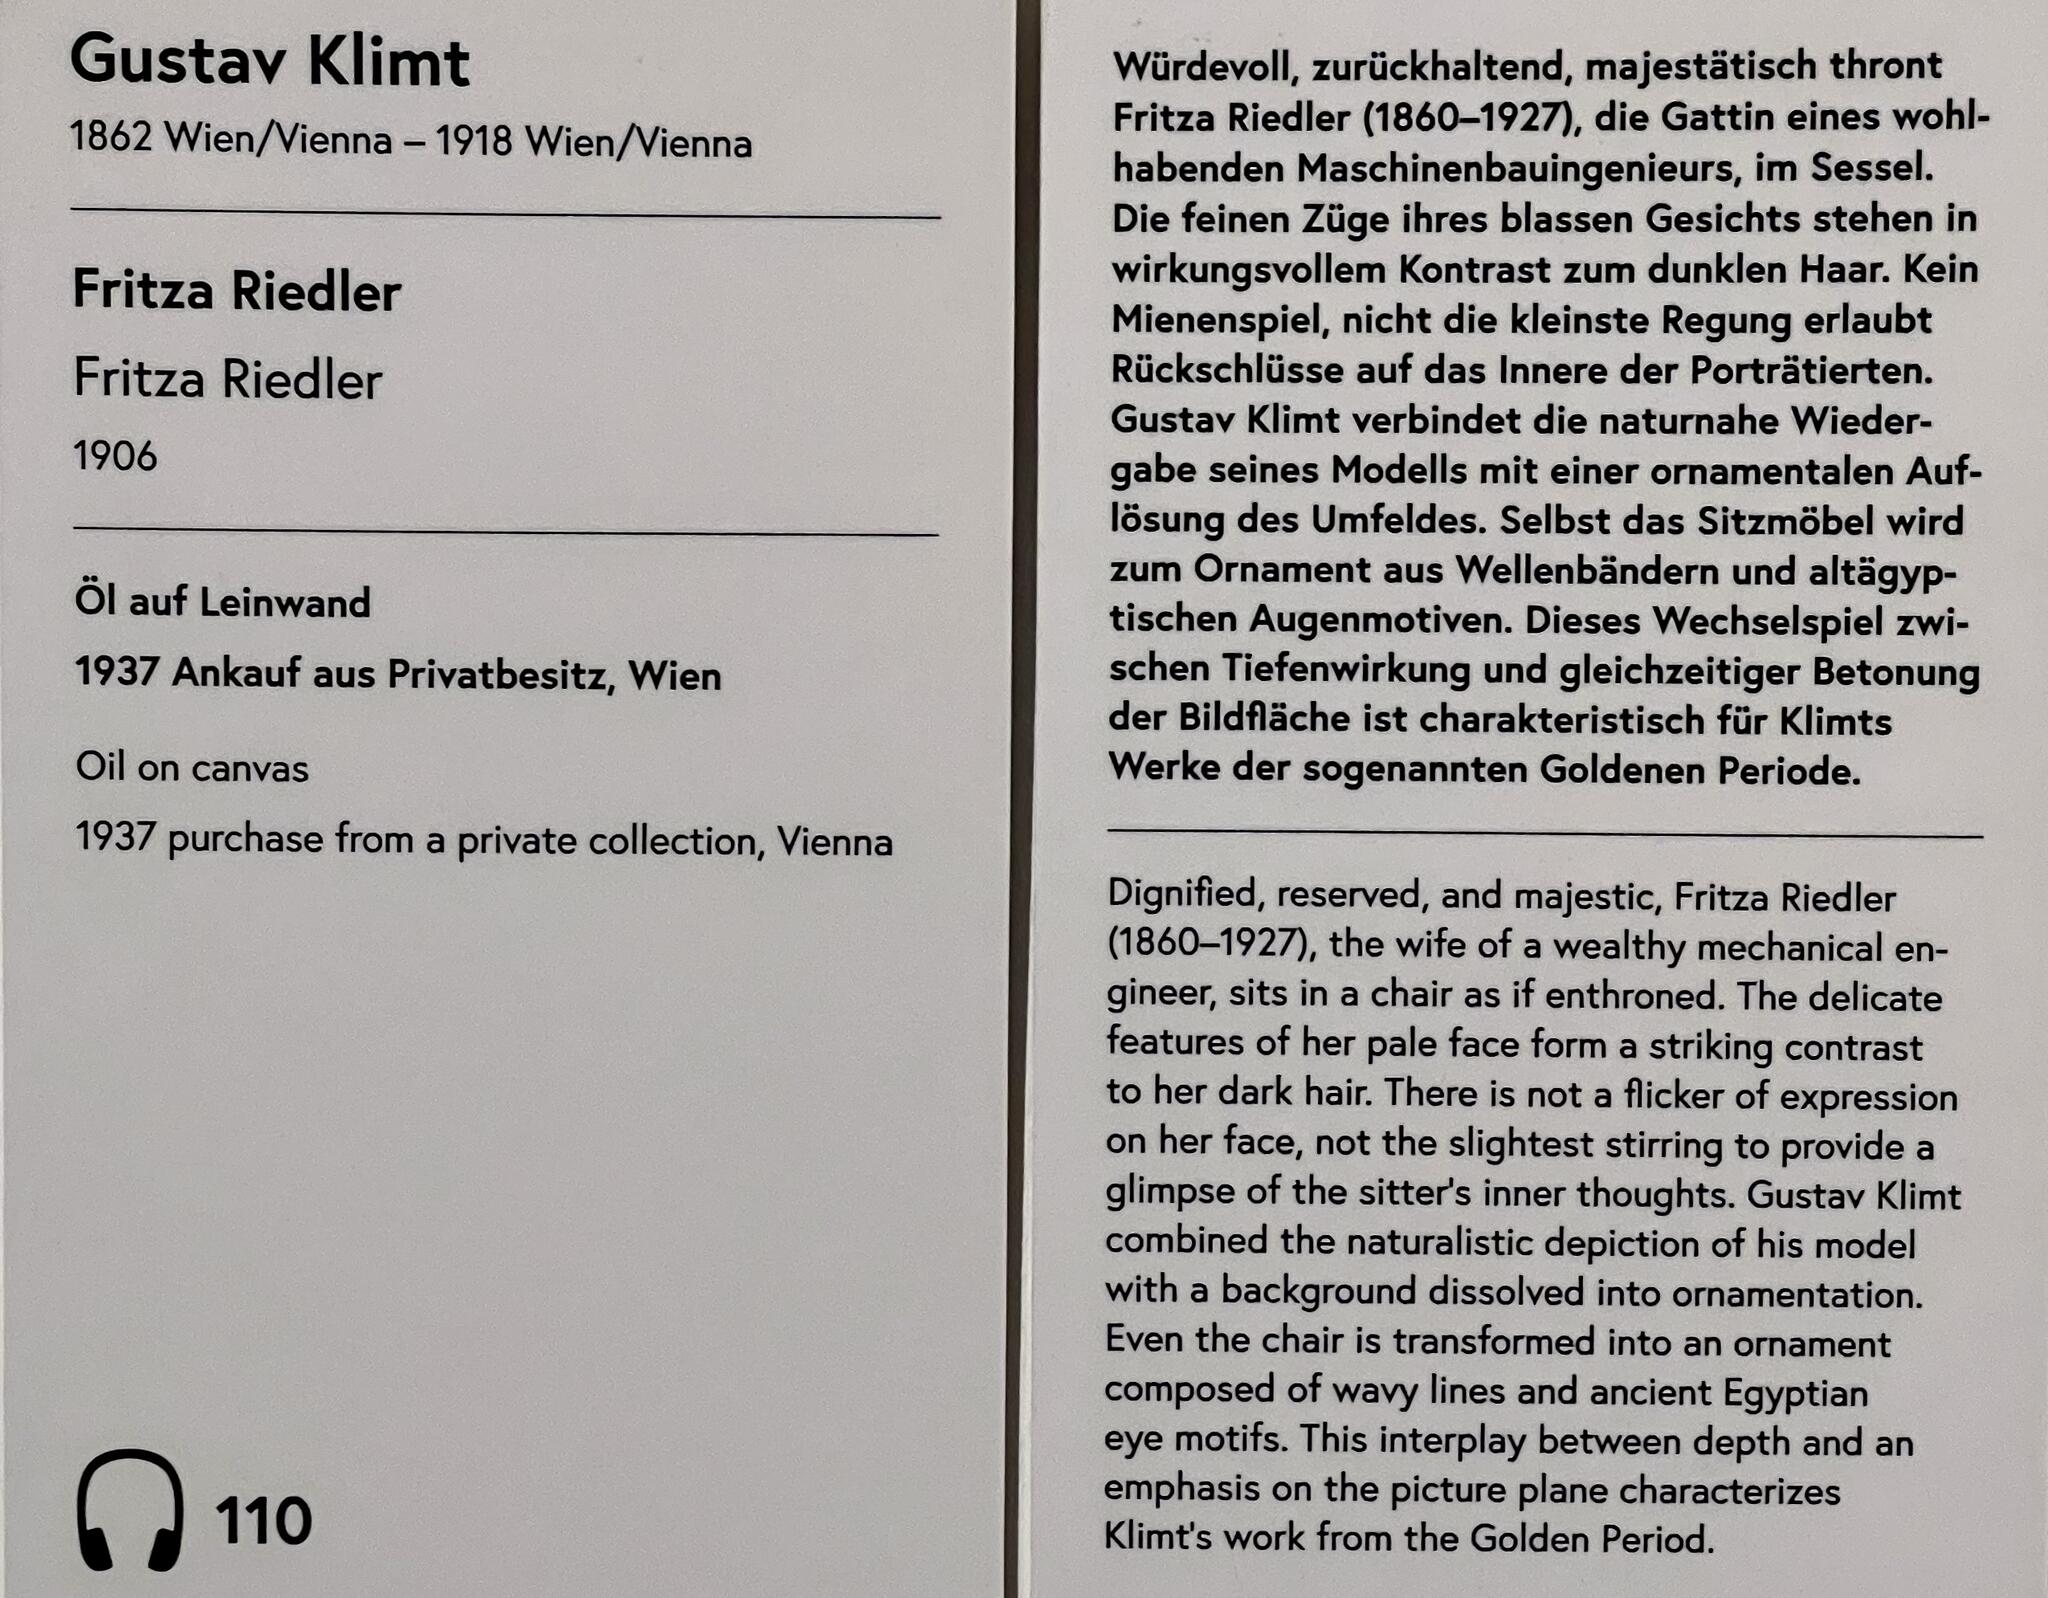 Gustav Klimt
1862 Wien/Vienna – 1918 Wien/Vienna
Fritza Riedler
Fritza Riedler
1906
Öl auf Leinwand
1937 Ankauf aus Privatbesitz, Wien
Oil on canvas
1937 purchase from a private collection, Vienna
110
Würdevoll, zurückhaltend, majestätisch thront
Fritza Riedler (1860–1927), die Gattin eines wohl-
habenden Maschinenbauingenieurs, im Sessel.
Die feinen Züge ihres blassen Gesichts stehen in
wirkungsvollem Kontrast zum dunklen Haar. Kein
Mienenspiel, nicht die kleinste Regung erlaubt
Rückschlüsse auf das Innere der Porträtierten.
Gustav Klimt verbindet die naturnahe Wieder-
gabe seines Modells mit einer ornamentalen Auf-
lösung des Umfeldes. Selbst das Sitzmöbel wird
zum Ornament aus Wellenbändern und altägyp-
tischen Augenmotiven. Dieses Wechselspiel zwi-
schen Tiefenwirkung und gleichzeitiger Betonung
der Bildfläche ist charakteristisch für Klimts
Werke der sogenannten Goldenen Periode.
Dignified, reserved, and majestic, Fritza Riedler
(1860–1927), the wife of a wealthy mechanical en-
gineer, sits in a chair as if enthroned. The delicate
features of her pale face form a striking contrast
to her dark hair. There is not a flicker of expression
on her face, not the slightest stirring to provide a
glimpse of the sitter's inner thoughts. Gustav Klimt
combined the naturalistic depiction of his model
with a background dissolved into ornamentation.
Even the chair is transformed into an ornament
composed of wavy lines and ancient Egyptian
eye motifs. This interplay between depth and an
emphasis on the picture plane characterizes
Klimt's work from the Golden Period.